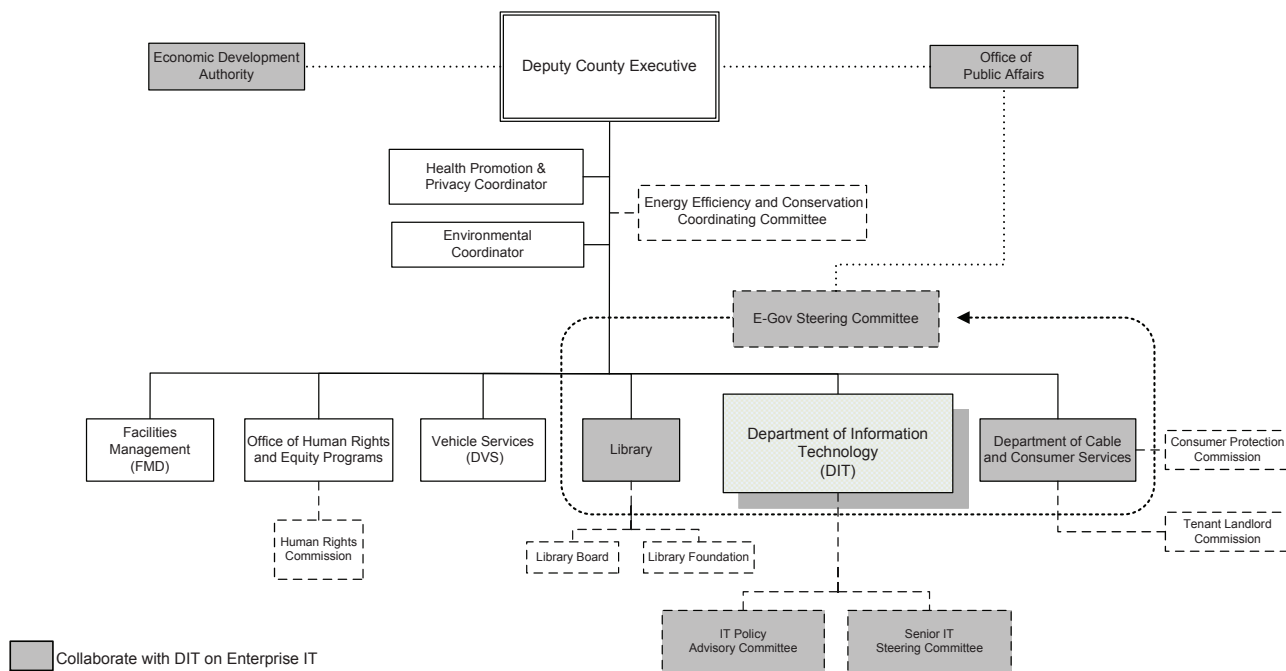 Economic Development
Authority
Deputy County Executive
Office of
Public Affairs
Health Promotion &
Privacy Coordinator
Energy Efficiency and Conservation
Coordinating Committee
Environmental
Coordinator
E-Gov Steering Committee
Facilities
Management
(FMD)
Office of Human Rights
and Equity Programs
Vehicle Services
(DVS)
Library
Department of Information
Technology
(DIT)
Department of Cable
and Consumer Services
Consumer Protection
Commission
Human Rights
Commission
Library Board
Library Foundation
Tenant Landlord
Commission
IT Policy
Advisory Committee
Senior IT
Steering Committee
Collaborate with DIT on Enterprise IT